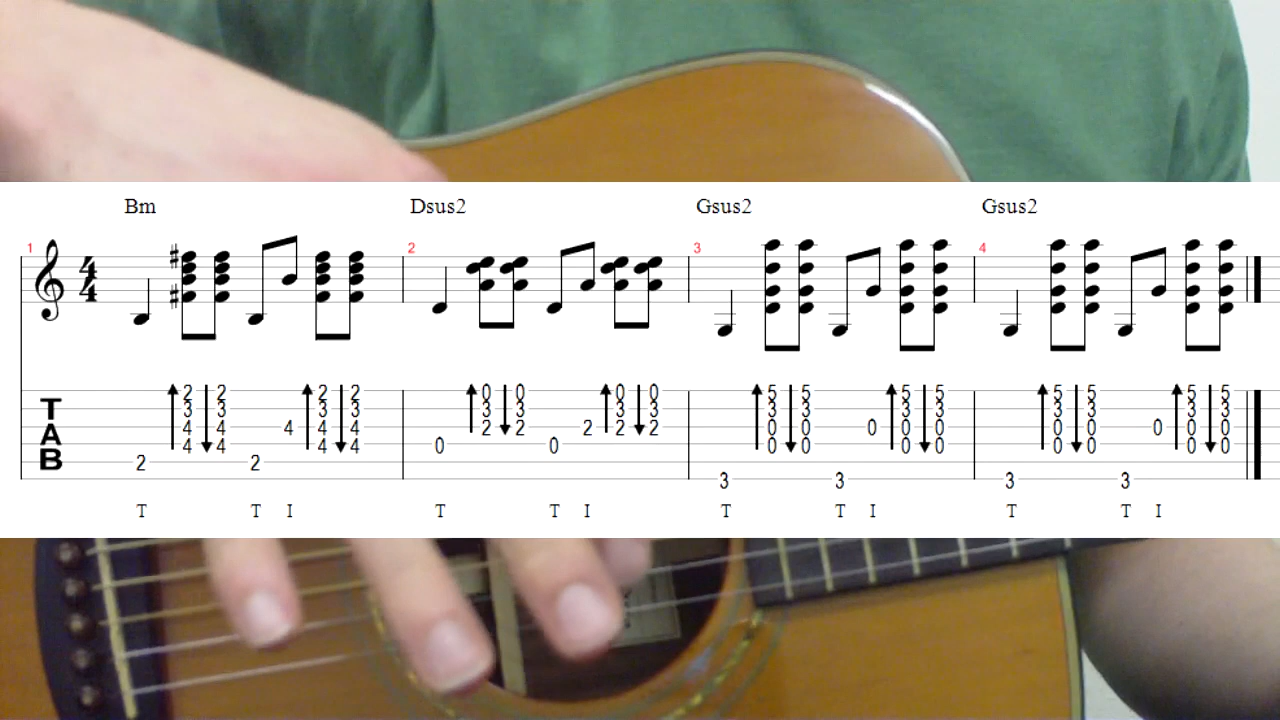 Bm Dsus2 Gsus2 Gsus2
1 2 3 4
4 4
2 2 2 2 0 0 0 0 5 5 5 5 5 5 5 5
3 3 3 3 3 3 3 3 3 3 3 3 3 3 3 3
T 4 4 4 4 4 2 2 2 2 2 0 0 0 0 0 0 0 0 0 0
A 4 4 4 4 0 0 0 0 0 0 0 0 0 0
B 2 2
3 3 3 3
T T I T T I T T I T T I